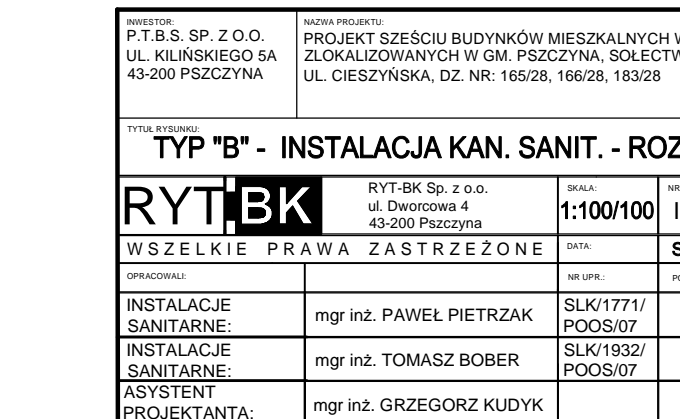 INWESTOR:
P.T.B.S. SP. Z O.O.
UL. KILIŃSKIEGO 5A
43-200 PSZCZYNA
NAZWA PROJEKTU:
PROJEKT SZEŚCIU BUDYNKÓW MIESZKALNYCH W
ZLOKALIZOWANYCH W GM. PSZCZYNA, SOŁECTW
UL. CIESZYŃSKA, DZ. NR: 165/28, 166/28, 183/28
TYTUŁ RYSUNKU:
TYP "B" - INSTALACJA KAN. SANIT. - ROZ
RYT:BK
RYT-BK Sp. z o.o.
ul. Dworcowa 4
43-200 Pszczyna
SKALA:
1:100/100
NR
WSZELKIE PRAWA ZASTRZEŻONE
DATA:
S
OPRACOWALI:
NR UPR.:
PO
INSTALACJE
SANITARNE:
mgr inż. PAWEŁ PIETRZAK
SLK/1771/
POOS/07
INSTALACJE
SANITARNE:
mgr inż. TOMASZ BOBER
SLK/1932/
POOS/07
ASYSTENT
PROJEKTANTA:
mgr inż. GRZEGORZ KUDYK